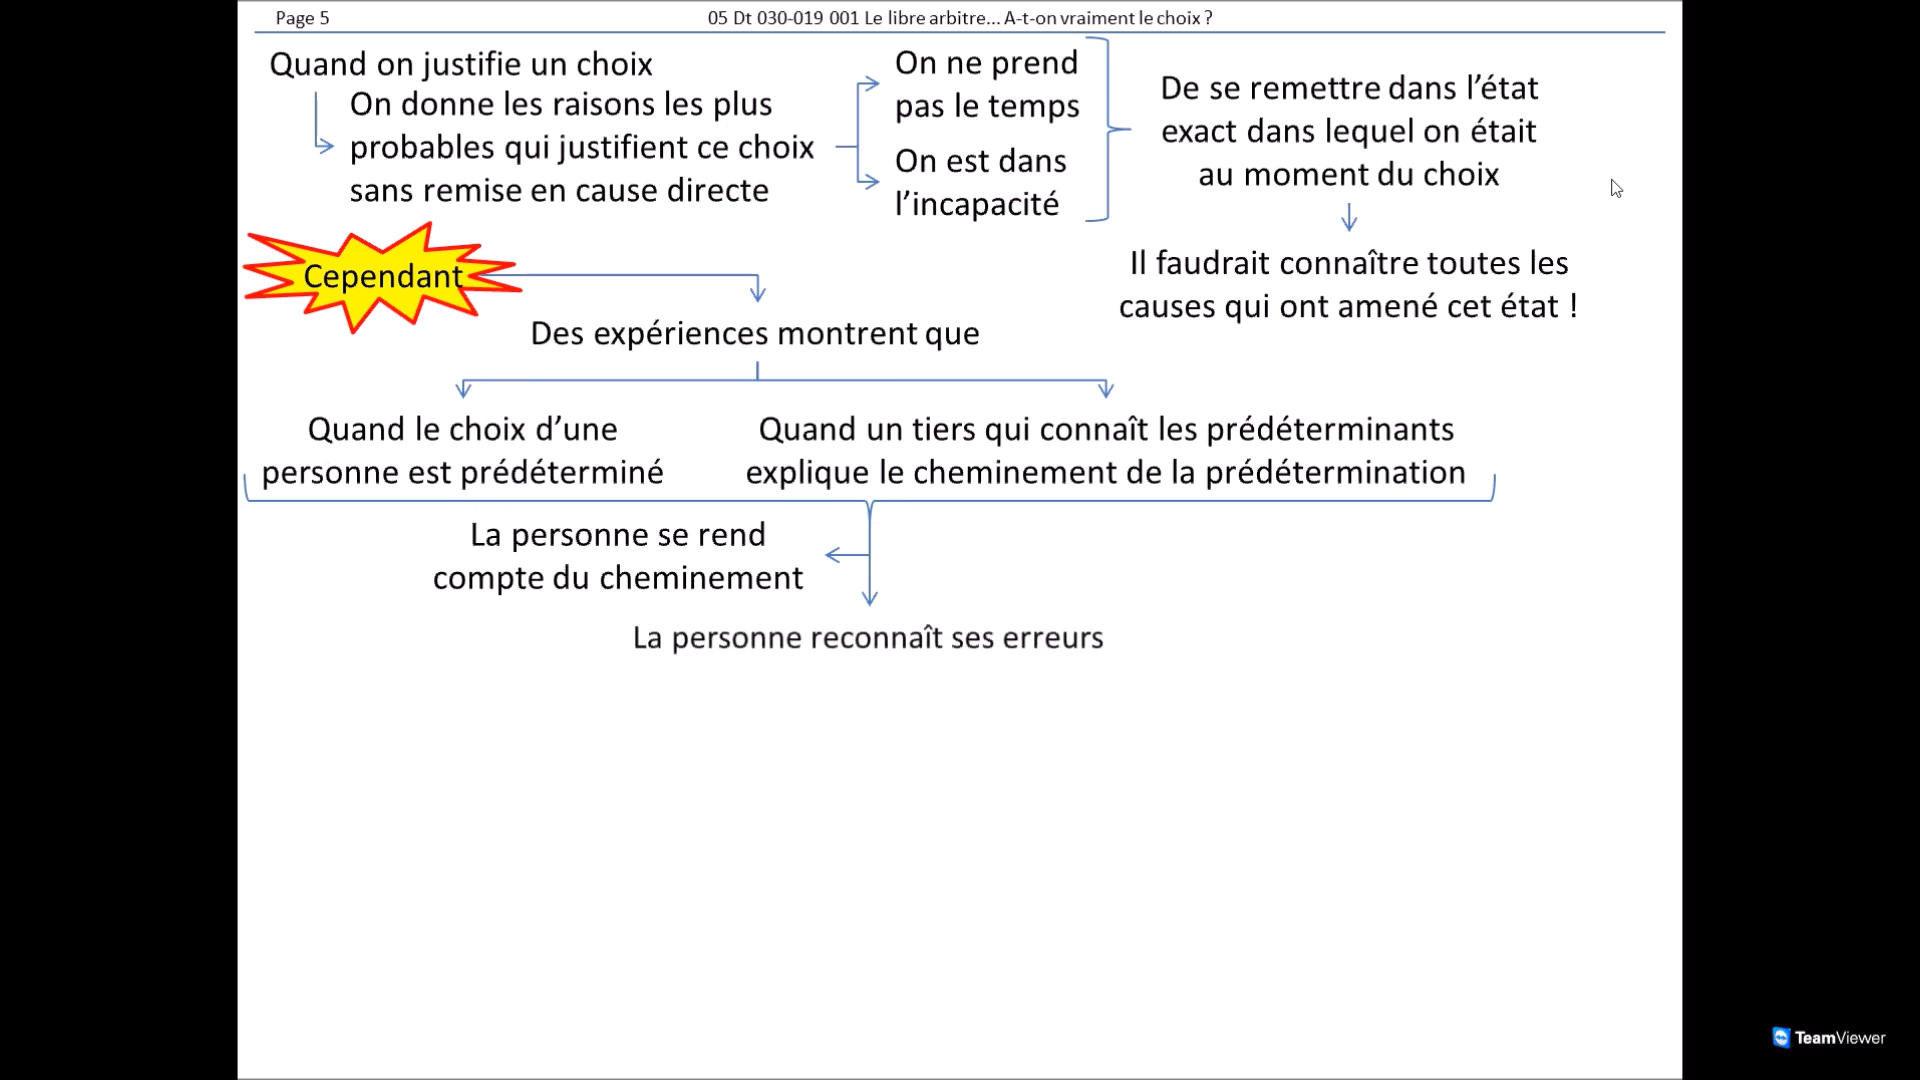 Page 5
05 Dt 030-019 001 Le libre arbitre... A-t-on vraiment le choix ?
Quand on justifie un choix
On donne les raisons les plus
probables qui justifient ce choix
sans remise en cause directe
On ne prend
pas le temps
On est dans
l’incapacité
De se remettre dans l’état
exact dans lequel on était
au moment du choix
Il faudrait connaître toutes les
causes qui ont amené cet état !
Cependant
Des expériences montrent que
Quand le choix d’une
personne est prédéterminé
Quand un tiers qui connaît les prédéterminants
explique le cheminement de la prédétermination
La personne se rend
compte du cheminement
La personne reconnaît ses erreurs
TeamViewer